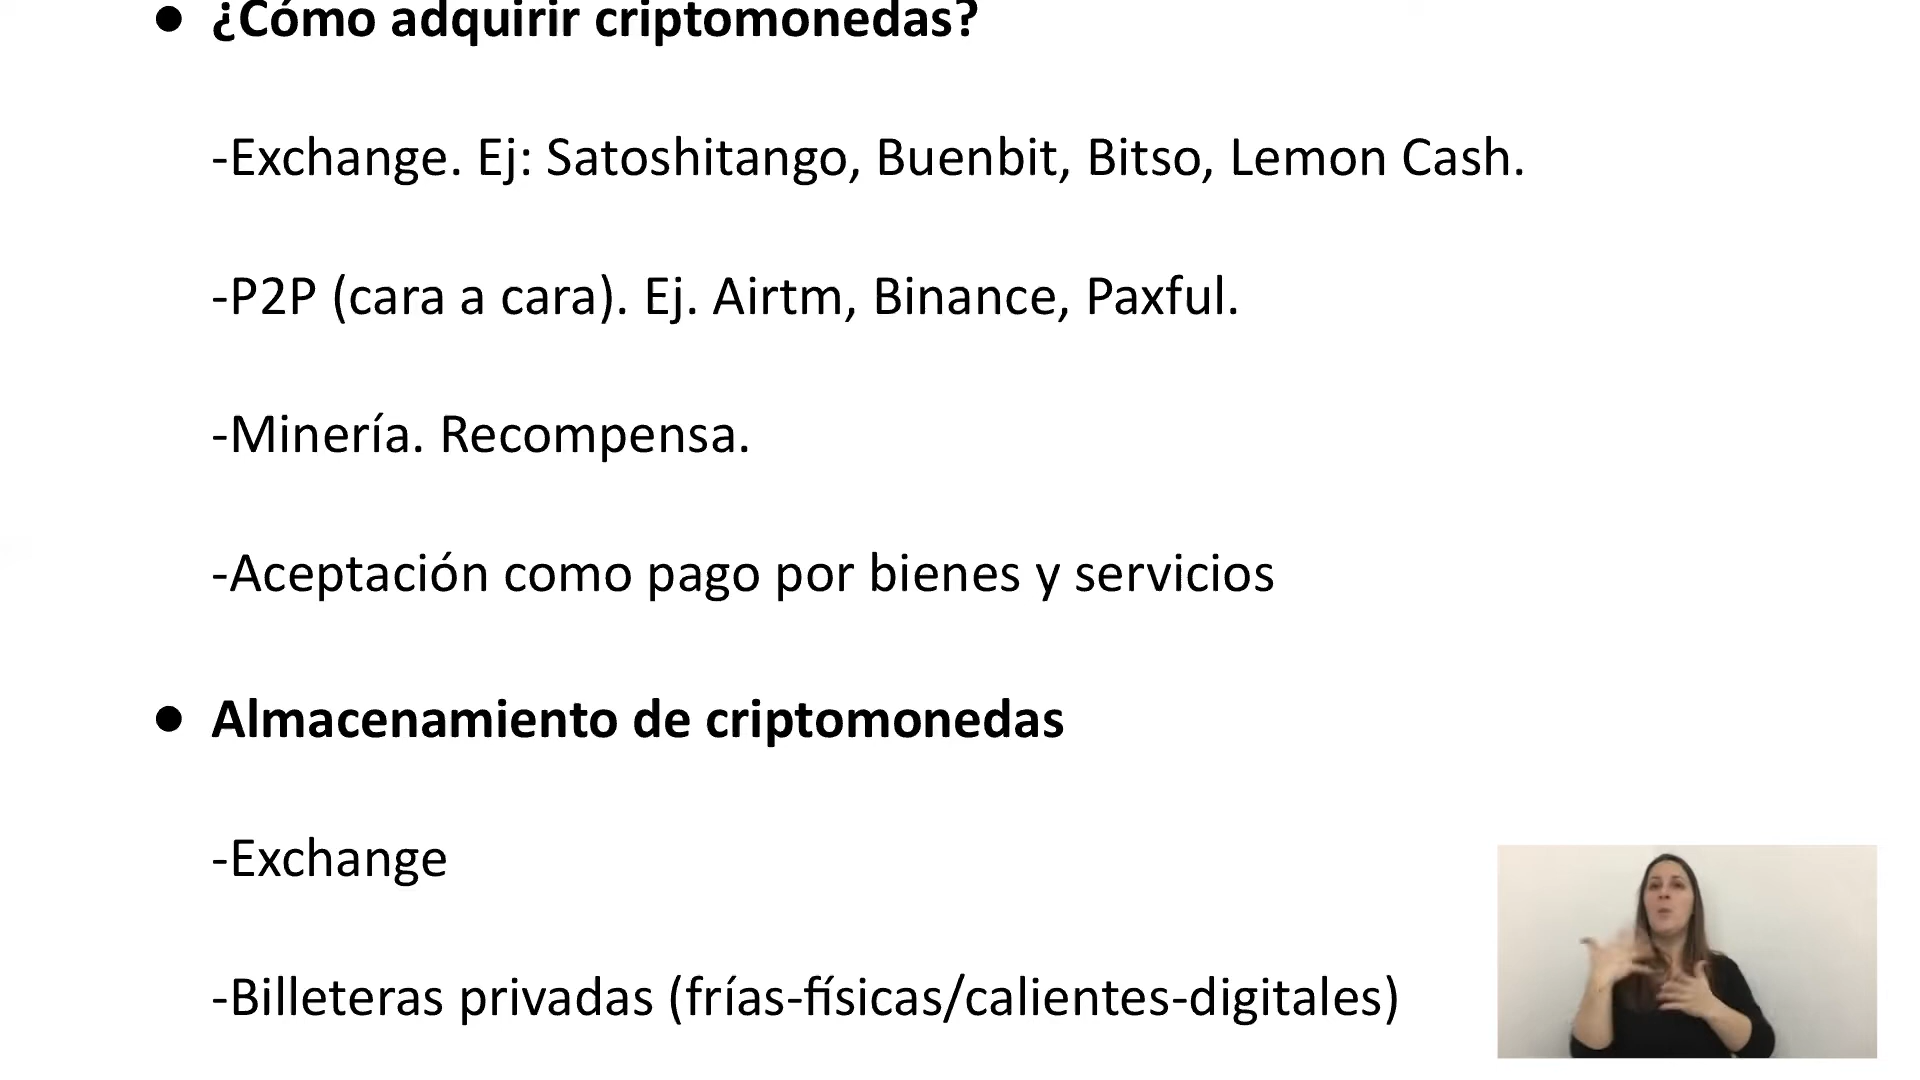 ● ¿Cómo adquirir criptomonedas?
-Exchange. Ej: Satoshitango, Buenbit, Bitso, Lemon Cash.
-P2P (cara a cara). Ej. Airtm, Binance, Paxful.
-Minería. Recompensa.
-Aceptación como pago por bienes y servicios
● Almacenamiento de criptomonedas
-Exchange
-Billeteras privadas (frías-físicas/calientes-digitales)